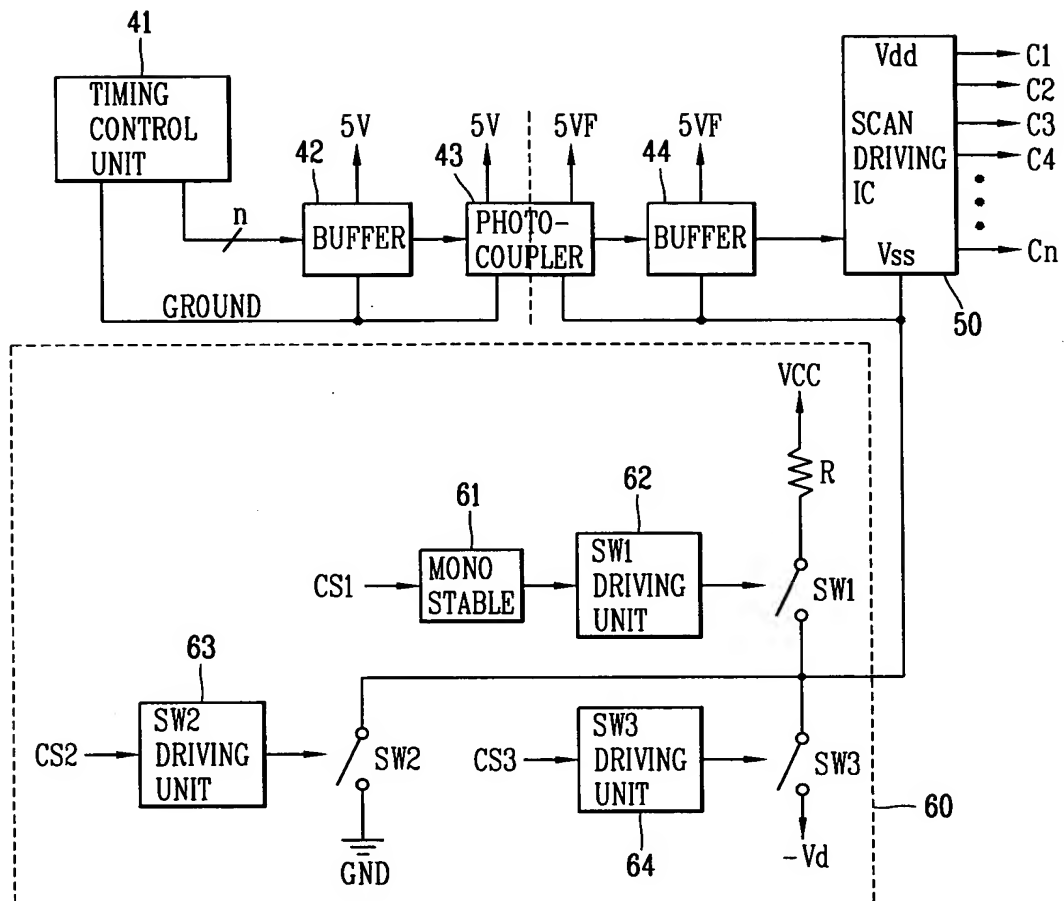 41
TIMING
CONTROL
UNIT
n
GROUND
42
5V
BUFFER
43
5V
5VF
PHOTO-
COUPLER
44
5VF
BUFFER
Vdd
SCAN
DRIVING
IC
Vss
50
C1
C2
C3
C4
Cn
VCC
R
CS1
61
MONO
STABLE
62
SW1
DRIVING
UNIT
SW1
CS2
63
SW2
DRIVING
UNIT
SW2
GND
CS3
SW3
DRIVING
UNIT
64
SW3
-Vd
60